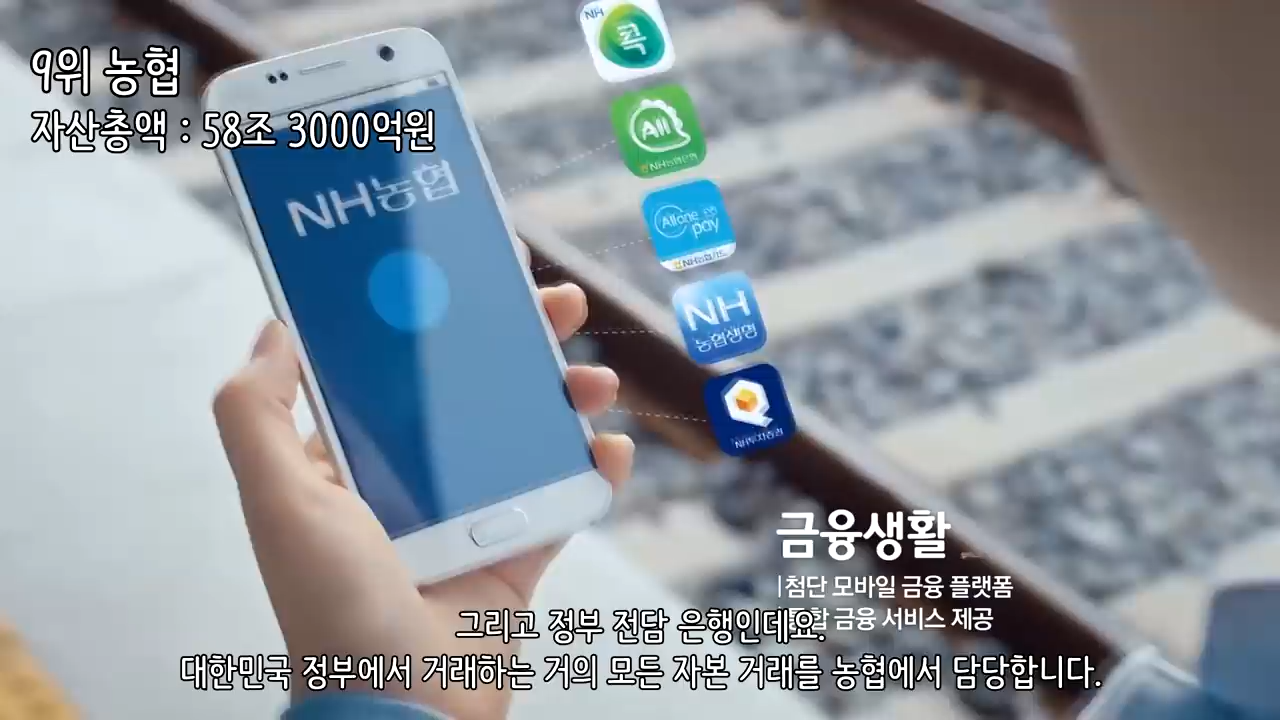 9위 농협
자산총액 : 58조 3000억원
NH농협
NH
콕
All
NH농협은행
Allone
pay
NH농협카드
NH
농협생명
NH투자증권
금융생활
첨단 모바일 금융 플랫폼
금융 서비스 제공
그리고 정부 전담 은행인데요.
대한민국 정부에서 거래하는 거의 모든 자본 거래를 농협에서 담당합니다.